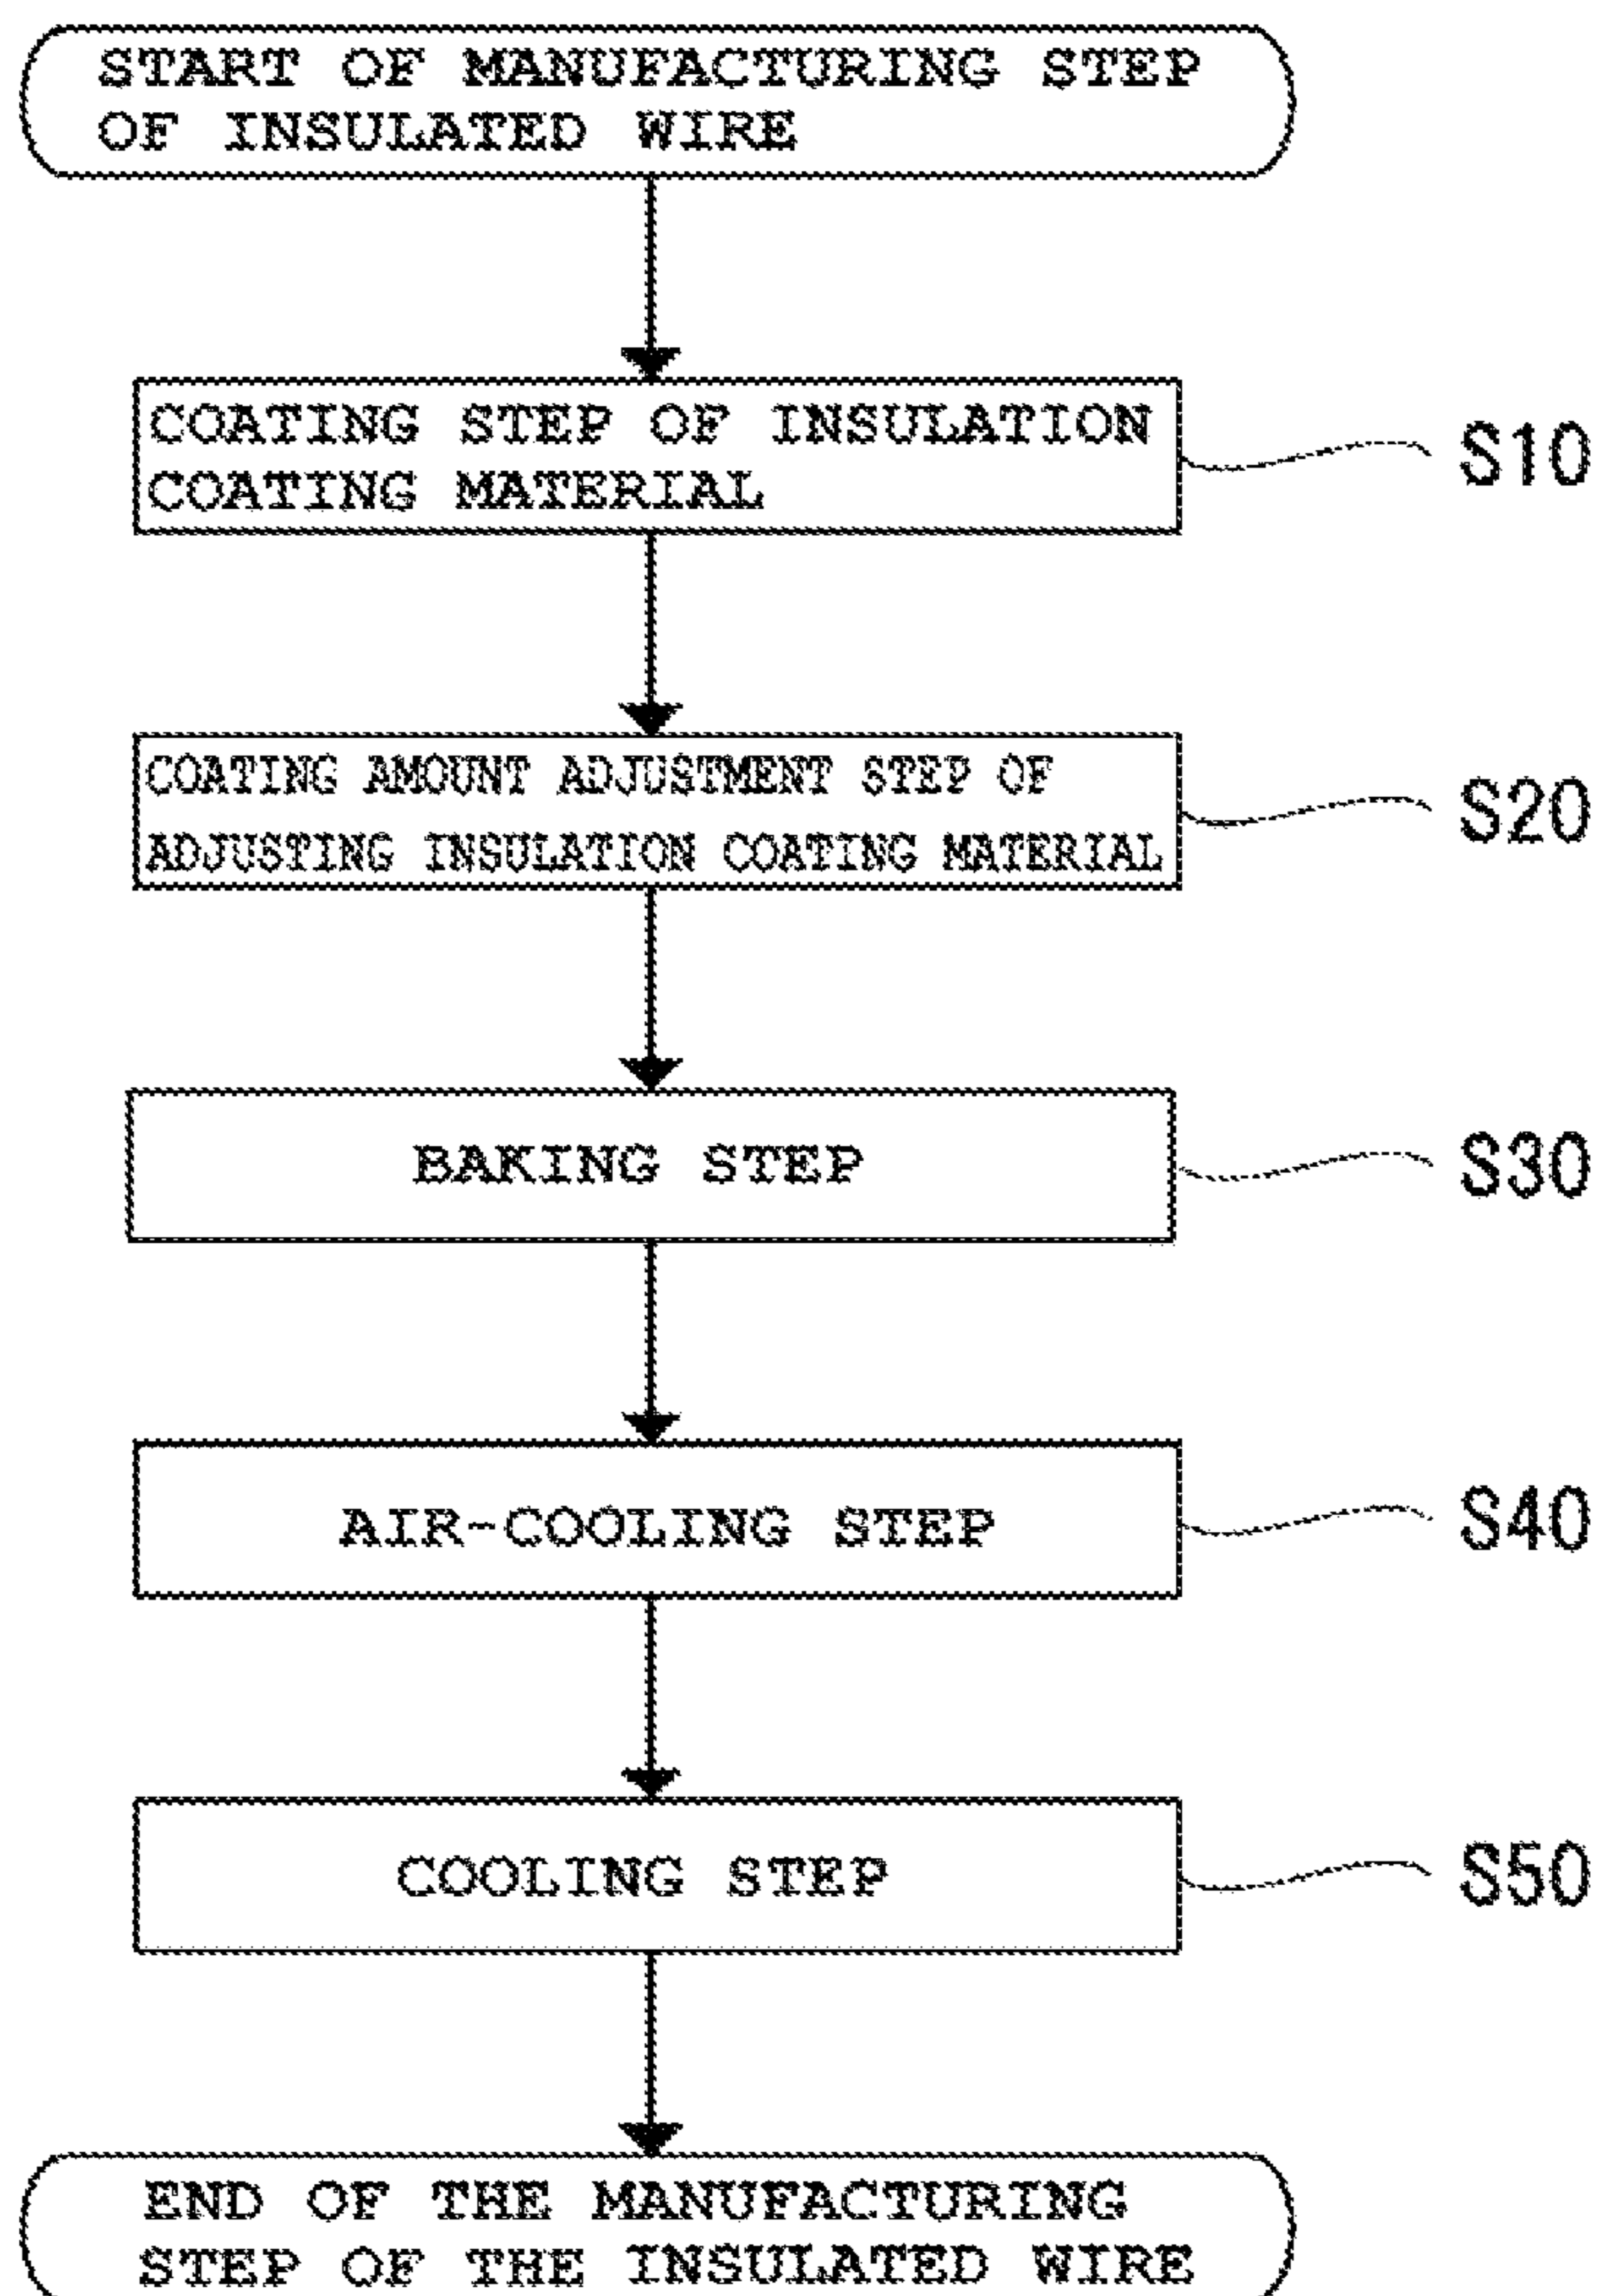 START OF MANUFACTURING STEP
OF INSULATED WIRE
COATING STEP OF INSULATION
COATING MATERIAL
S10
COATING AMOUNT ADJUSTMENT STEP OF
ADJUSTING INSULATION COATING MATERIAL
S20
BAKING STEP
S30
AIR-COOLING STEP
S40
COOLING STEP
S50
END OF THE MANUFACTURING
STEP OF THE INSULATED WIRE